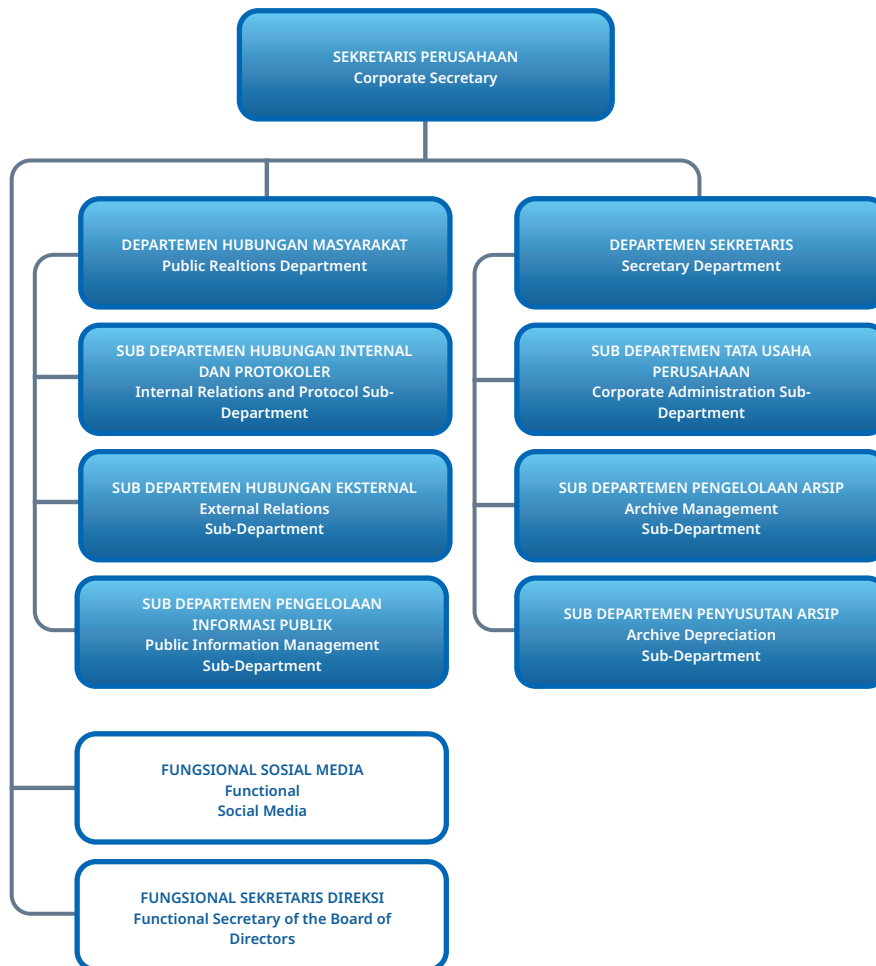 SEKRETARIS PERUSAHAAN
Corporate Secretary
DEPARTEMEN HUBUNGAN MASYARAKAT
Public Realtions Department
SUB DEPARTEMEN HUBUNGAN INTERNAL
DAN PROTOKOLER
Internal Relations and Protocol Sub-
Department
SUB DEPARTEMEN HUBUNGAN EKSTERNAL
External Relations
Sub-Department
SUB DEPARTEMEN PENGELOLAAN
INFORMASI PUBLIK
Public Information Management
Sub-Department
DEPARTEMEN SEKRETARIS
Secretary Department
SUB DEPARTEMEN TATA USAHA
PERUSAHAAN
Corporate Administration Sub-
Department
SUB DEPARTEMEN PENGELOLAAN ARSIP
Archive Management
Sub-Department
SUB DEPARTEMEN PENYUSUTAN ARSIP
Archive Depreciation
Sub-Department
FUNGSIONAL SOSIAL MEDIA
Functional
Social Media
FUNGSIONAL SEKRETARIS DIREKSI
Functional Secretary of the Board of
Directors